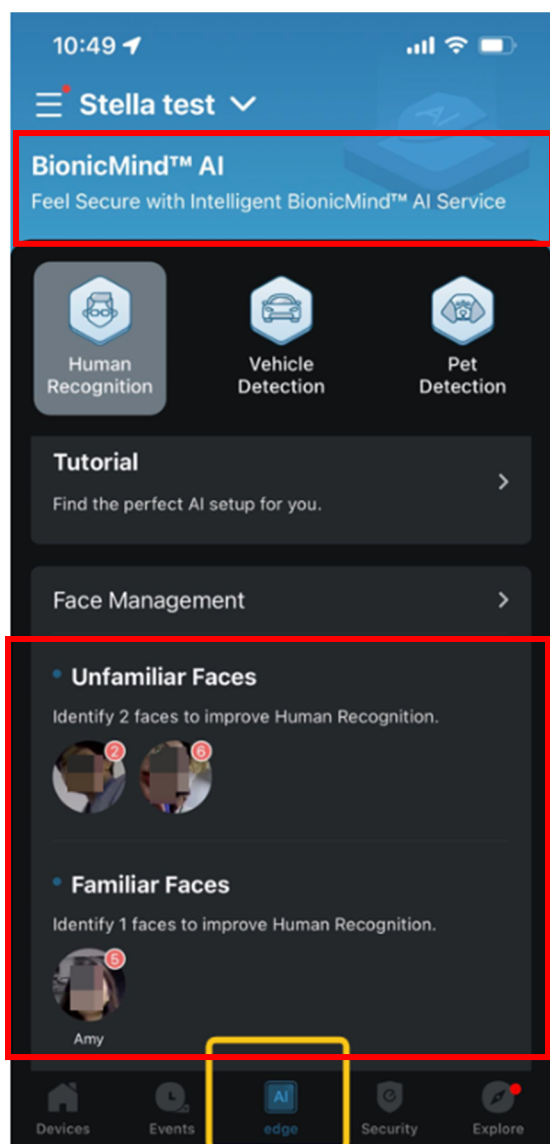 10:49
Stella test
BionicMind™ AI
Feel Secure with Intelligent BionicMind™ AI Service
Human Recognition
Vehicle Detection
Pet Detection
Tutorial
Find the perfect AI setup for you.
Face Management
Unfamiliar Faces
Identify 2 faces to improve Human Recognition.
2 6
Familiar Faces
Identify 1 faces to improve Human Recognition.
5
Amy
AI
Devices Events edge Security Explore